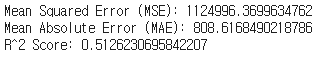 Mean Squared Error (MSE): 1124996.3699634762
Mean Absolute Error (MAE): 808.6168490218786
R^2 Score: 0.5126230695842207